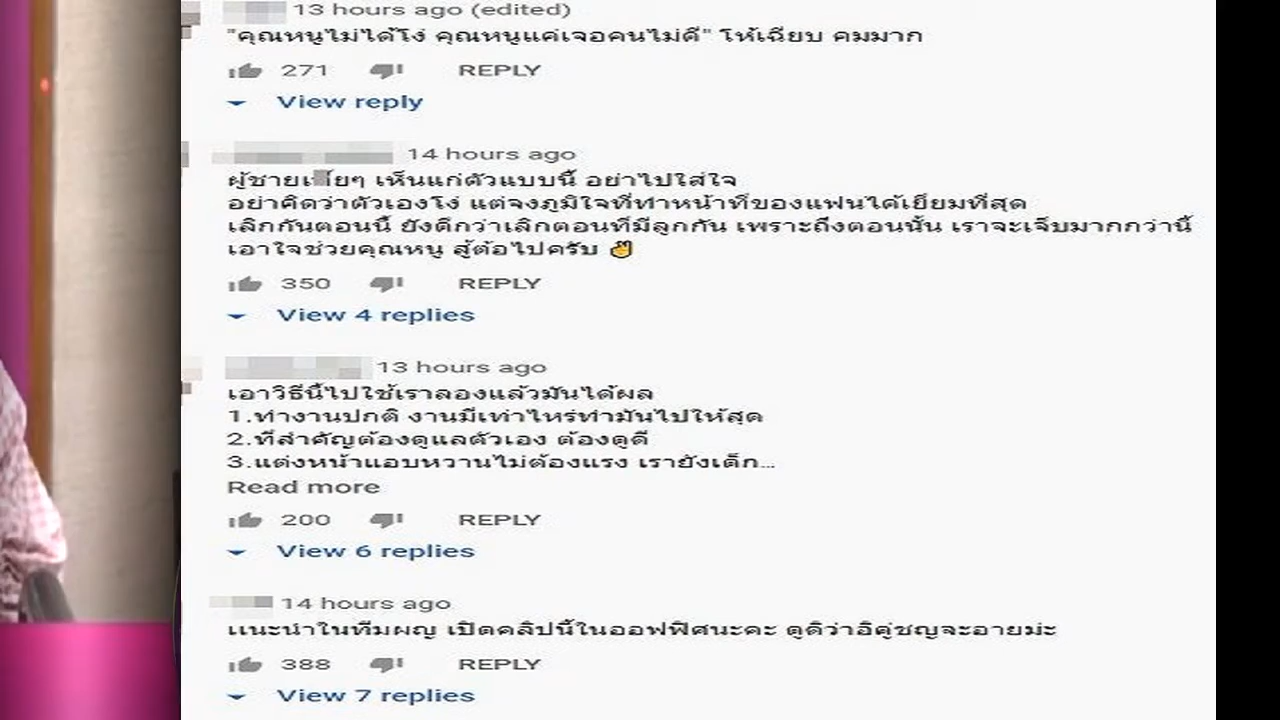 13 hours ago (edited)
"คุณหนูไม่ได้โง่ คุณหนูแค่เจอคนไม่ดี" โห้เฉียบ คมมาก
271 REPLY
View reply
14 hours ago
ผู้ชาย เห็นแก่ตัวแบบนี้ อย่าไปใส่ใจ
อย่าคิดว่าตัวเองโง่ แต่จงภูมิใจที่ทำหน้าที่ของแฟนได้เยี่ยมที่สุด
เลิกกันตอนนี้ ยังดีกว่าเลิกตอนที่มีลูกกัน เพราะถึงตอนนั้น เราจะเจ็บมากกว่านี้
เอาใจช่วยคุณหนู สู้ต่อไปครับ ✌
350 REPLY
View 4 replies
13 hours ago
เอาวิธีนี้ไปใช้เราลองแล้วมันได้ผล
1.ทำงานปกติ งานมีเท่าไหร่ทำมันไปให้สุด
2.ที่สำคัญต้องดูแลตัวเอง ต้องดูดี
3.แต่งหน้าแอบหวานไม่ต้องแรง เรายังเด็ก...
Read more
200 REPLY
View 6 replies
14 hours ago
แนะนำในทีมผญ เปิดคลิปนี้ในออฟฟิศนะคะ ดูดิว่าอิคู่ชญจะอายมะ
388 REPLY
View 7 replies